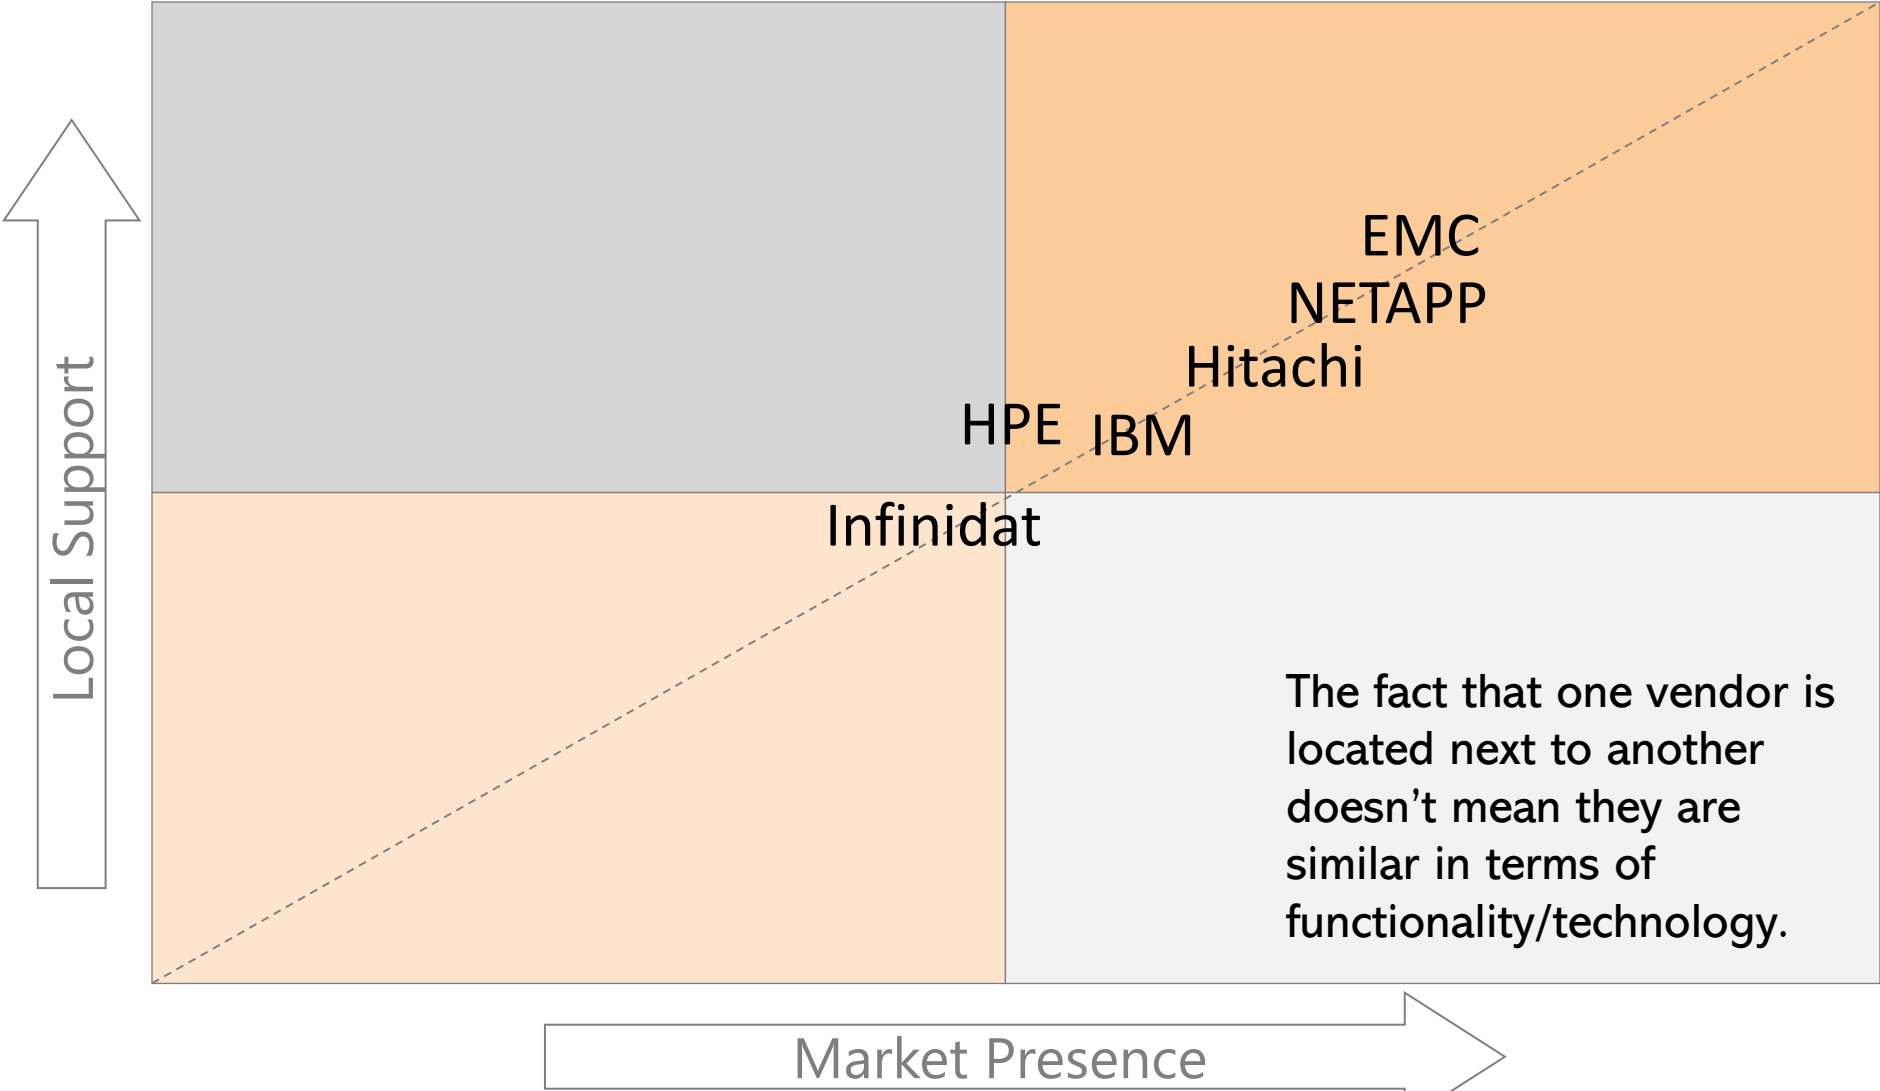 EMC
NETAPP
Hitachi
HPE
IBM
Infinidat
Local Support
The fact that one vendor is
located next to another
doesn’t mean they are
similar in terms of
functionality/technology.
Market Presence